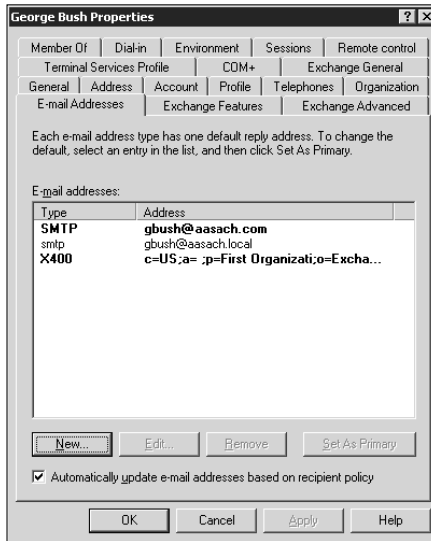 George Bush Properties
Member Of Dial-in Environment Sessions Remote control
Terminal Services Profile COM+ Exchange General
General Address Account Profile Telephones Organization
E-mail Addresses Exchange Features Exchange Advanced
Each e-mail address type has one default reply address. To change the
default, select an entry in the list, and then click Set As Primary.
E-mail addresses:
Type Address
SMTP gbush@aasach.com
smtp gbush@aasach.local
X400 c=US;a= ;p=First Organizati;o=Excha...
New... Edit... Remove Set As Primary
Automatically update e-mail addresses based on recipient policy
OK Cancel Apply Help